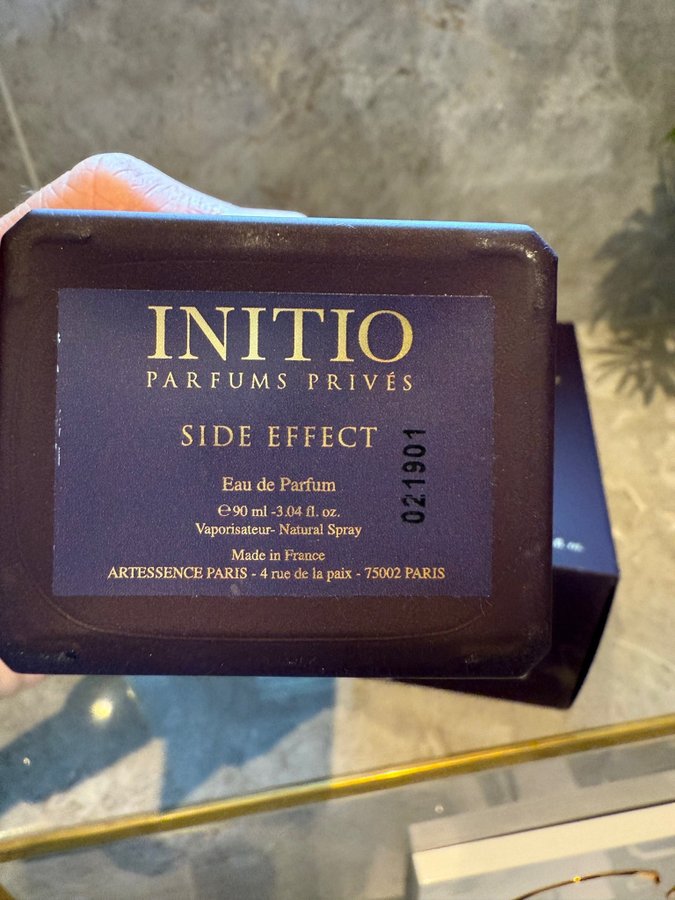 INITIO
PARFUMS PRIVÉS
SIDE EFFECT
Eau de Parfum
℮90 ml -3.04 fl. oz.
Vaporisateur- Natural Spray
Made in France
ARTESSENCE PARIS - 4 rue de la paix - 75002 PARIS
021901